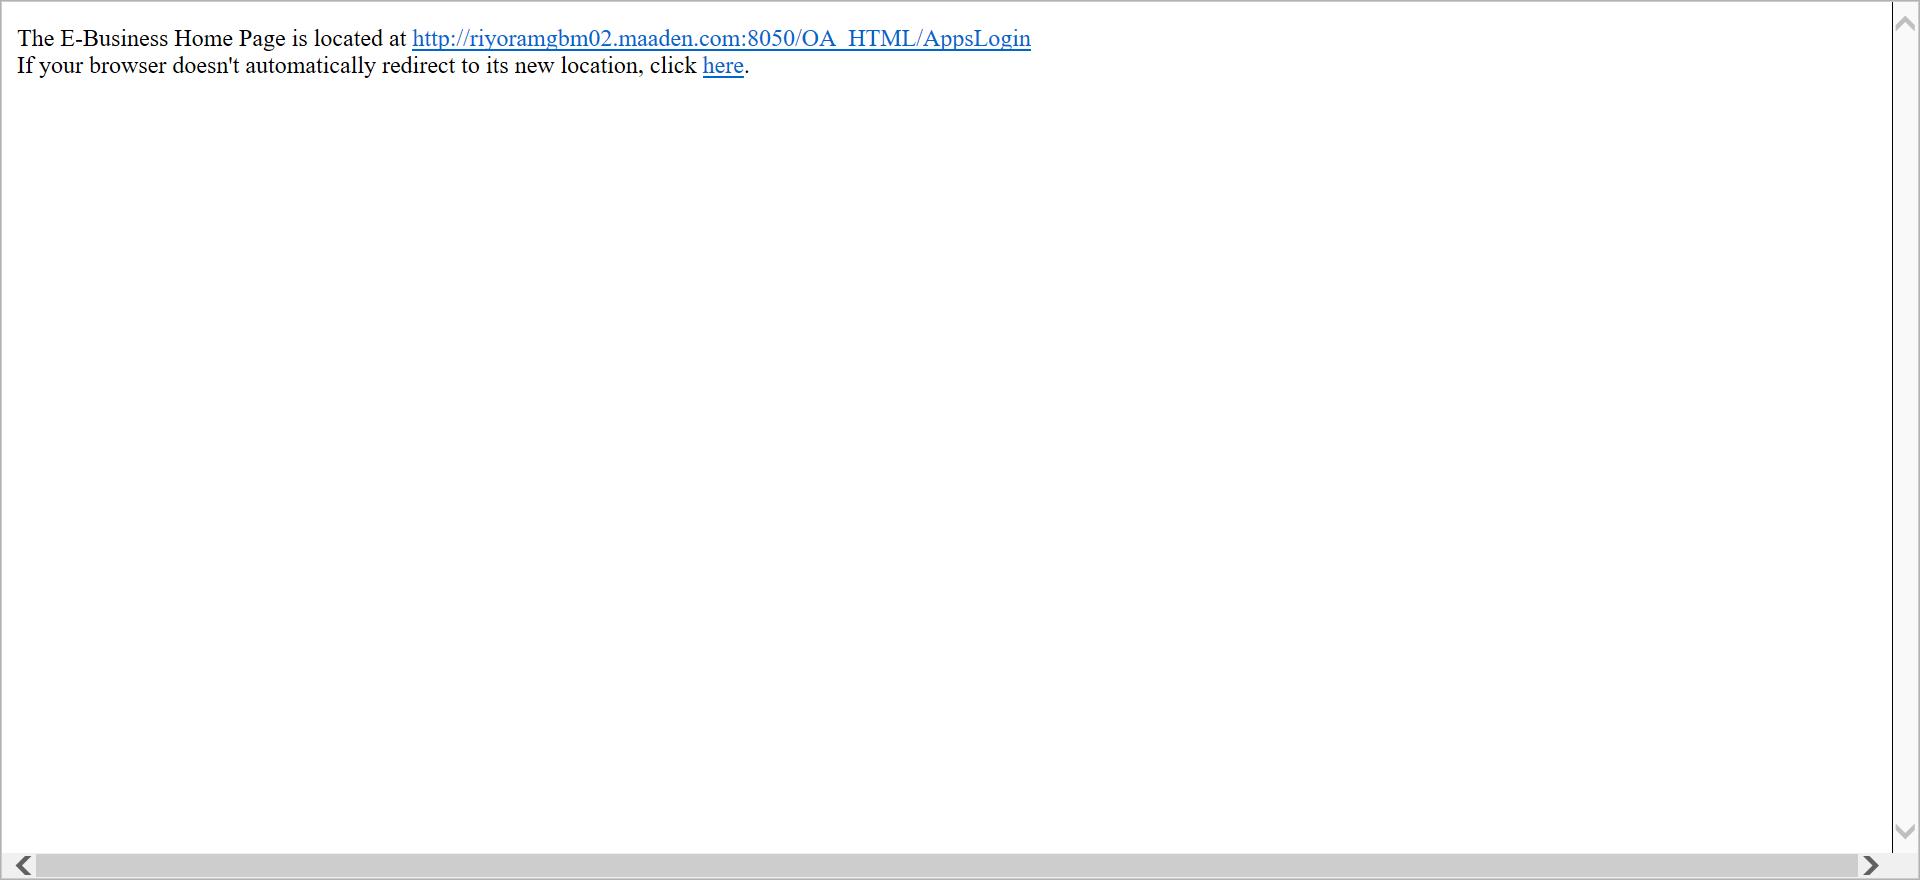 The E-Business Home Page is located at http://riyoramgbm02.maaden.com:8050/OA_HTML/AppsLogin
If your browser doesn't automatically redirect to its new location, click here.